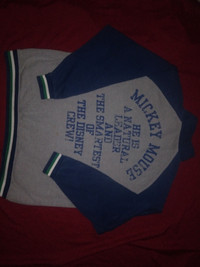 MICKEY MOUSE
HE IS
A NATURAL
LEADER
AND
THE SMARTEST
OF
THE DISNEY
CREW!